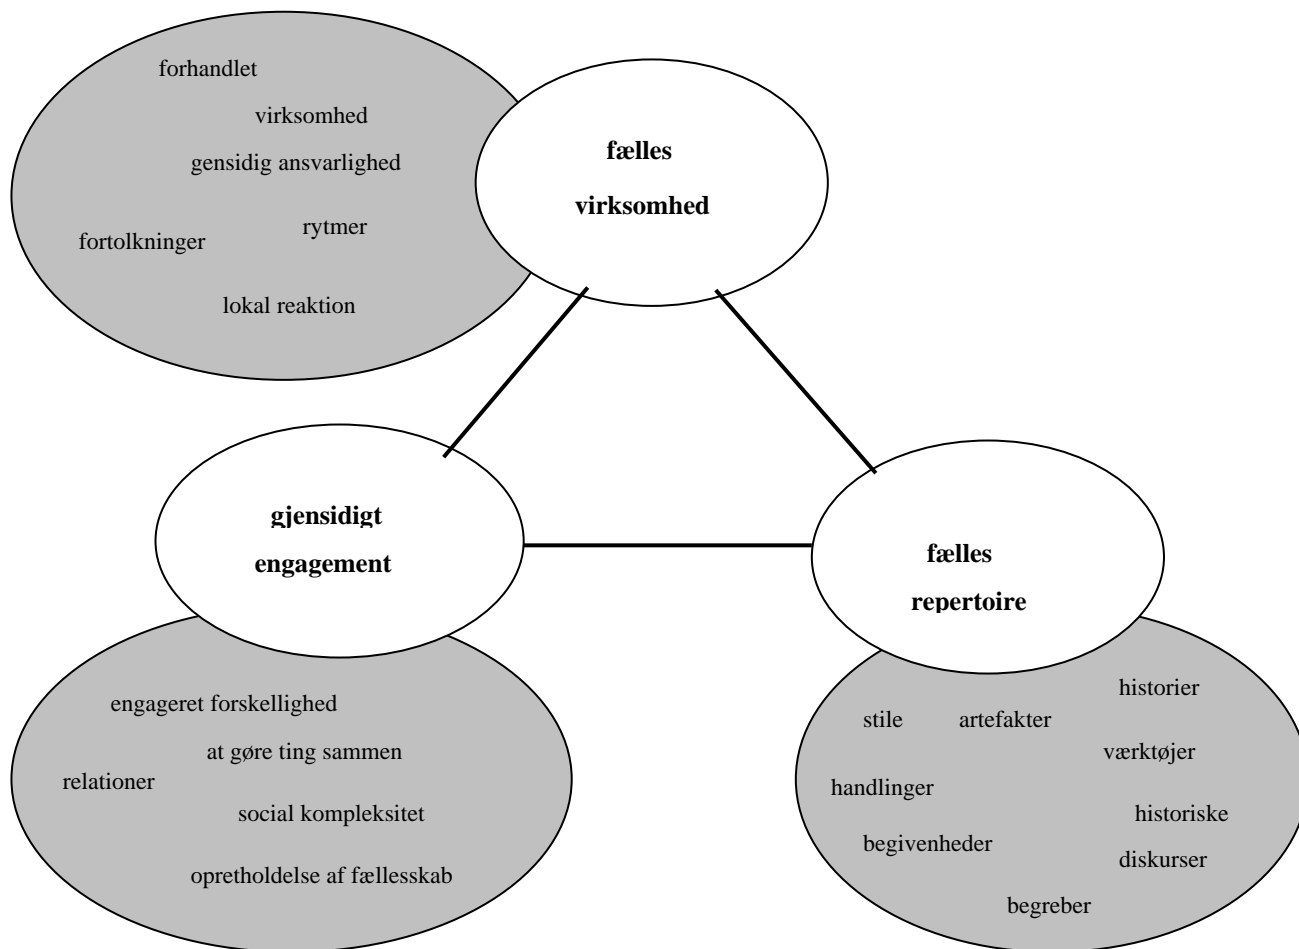 forhandlet
virksomhed
gensidig ansvarlighed
fortolkninger
rytmer
lokal reaktion
fælles
virksomhed
gjensidigt
engagement
fælles
repertoire
engageret forskellighed
at gøre ting sammen
relationer
social kompleksitet
opretholdelse af fællesskab
historier
stile
artefakter
værktøjer
handlinger
historiske
begivenheder
diskurser
begreber